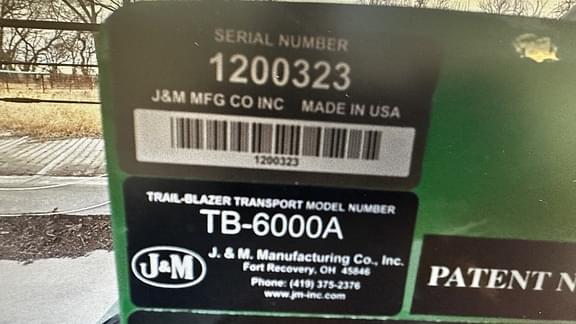 SERIAL NUMBER
1200323
J&M MFG CO INC MADE IN USA
1200323
TRAIL-BLAZER TRANSPORT MODEL NUMBER
TB-6000A
J&M
J. & M. Manufacturing Co., Inc.
Fort Recovery, OH 45846
Phone: (419) 375-2376
www.jm-inc.com
PATENT N